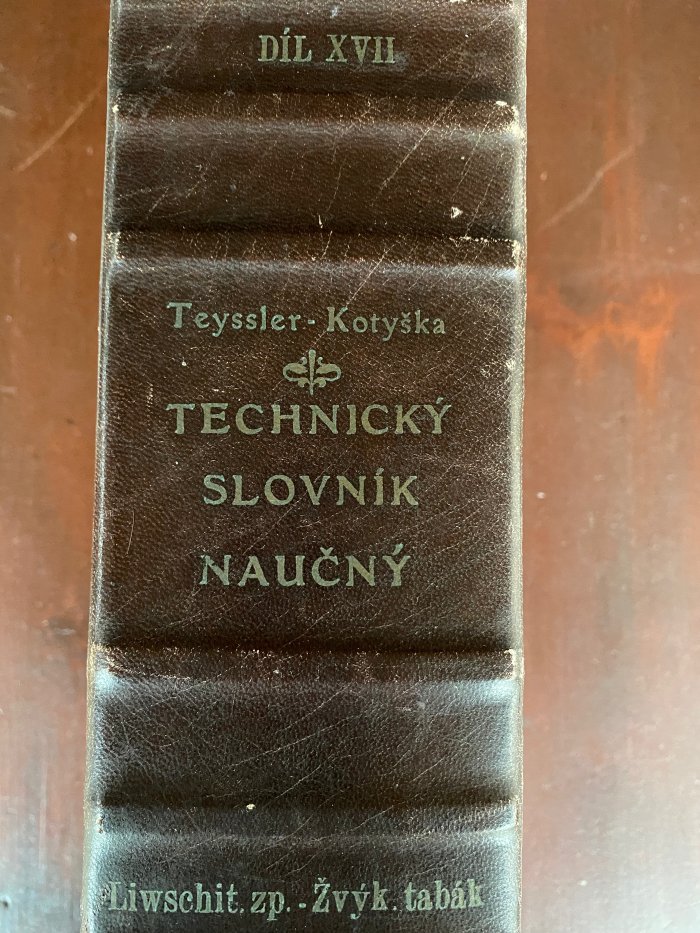 DÍL XVII
Teyssler-Kotyška
TECHNICKÝ
SLOVNÍK
NAUČNÝ
Liwschit. zp.-Žvýk. tabák